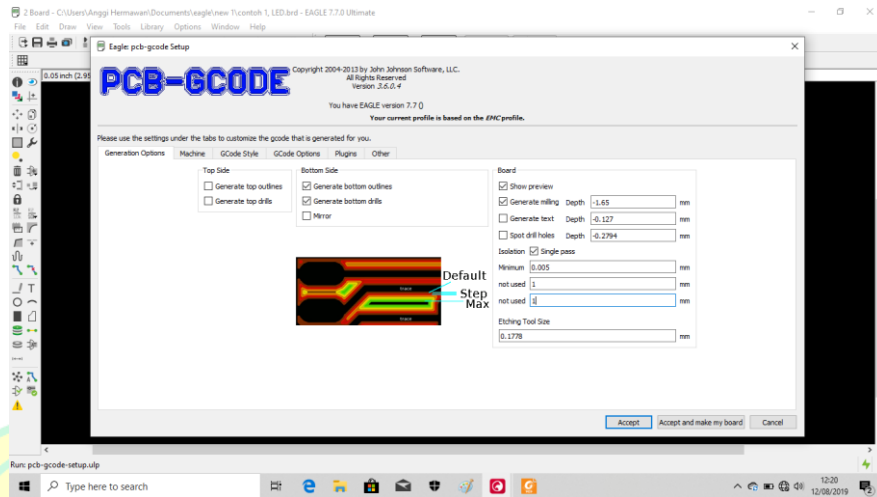 2 Board - C:\Users\Anggi Hermawan\Documents\eagle\new 1\contoh 1, LED.brd - EAGLE 7.7.0 Ultimate
File Edit Draw View Tools Library Options Window Help
Eagle: pcb-gcode Setup
0.05 inch (2.95
PCB-GCODE
Copyright 2004-2013 by John Johnson Software, LLC.
All Rights Reserved
Version 3.6.0.4
You have EAGLE version 7.7 ()
Your current profile is based on the EMC profile.
Please use the settings under the tabs to customize the gcode that is generated for you.
Generation Options Machine GCode Style GCode Options Plugins Other
Top Side
Generate top outlines
Generate top drills
Bottom Side
Generate bottom outlines
Generate bottom drills
Mirror
Board
Show preview
Generate milling Depth -1.65 mm
Generate text Depth -0.127 mm
Spot drill holes Depth -0.2794 mm
Isolation Single pass
Minimum 0.005 mm
not used 1 mm
not used 1 mm
Etching Tool Size
0.1778 mm
Default
Step
Max
Accept Accept and make my board Cancel
Run: pcb-gcode-setup.ulp
Type here to search
12:20
12/08/2019